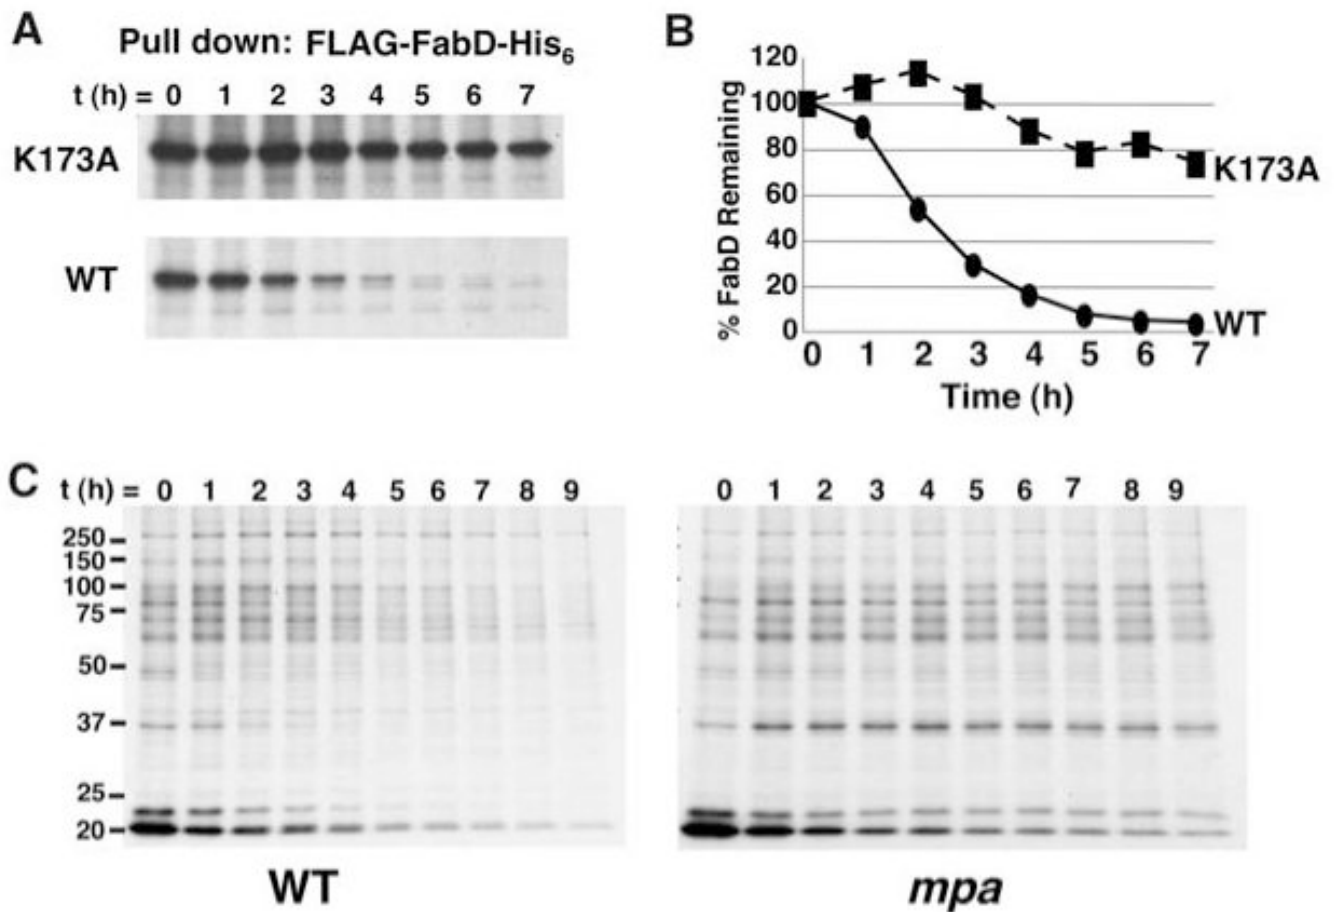 A
Pull down: FLAG-FabD-His6
t (h) = 0 1 2 3 4 5 6 7
K173A
WT
B
120
100
80
60
40
20
0
% FabD Remaining
K173A
WT
0 1 2 3 4 5 6 7
Time (h)
C
t (h) = 0 1 2 3 4 5 6 7 8 9
250
150
100
75
50
37
25
20
WT
0 1 2 3 4 5 6 7 8 9
mpa